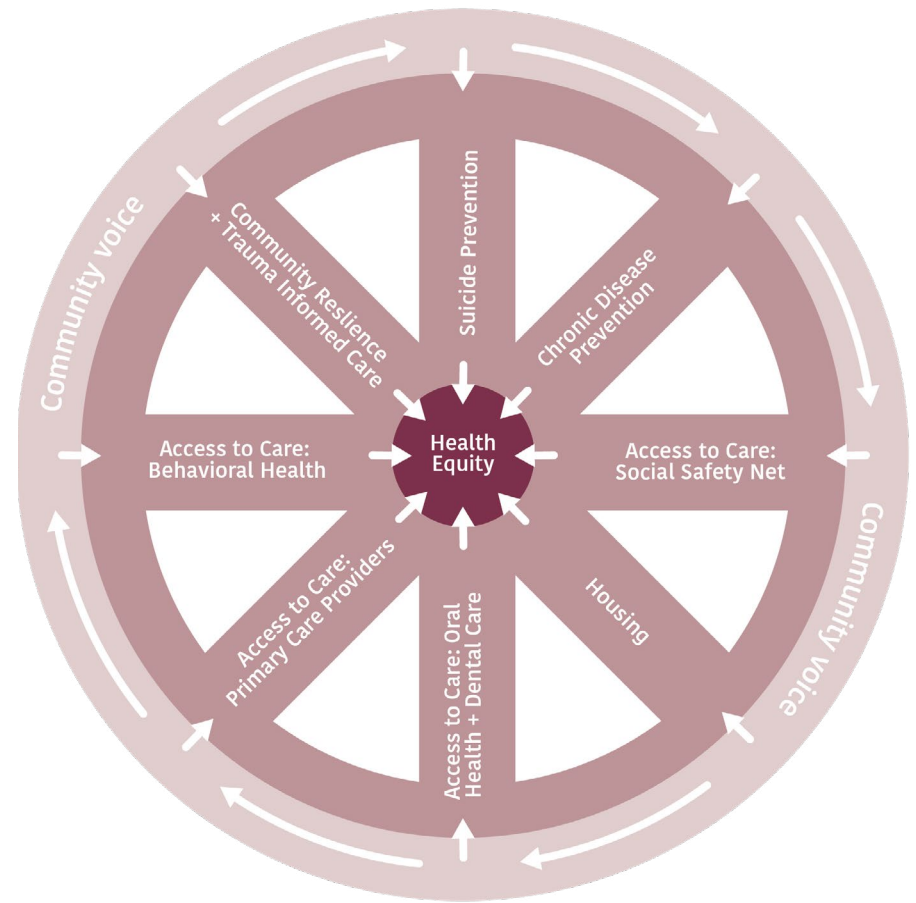 Community voice
Suicide Prevention
Chronic Disease
Prevention
Access to Care:
Social Safety Net
Housing
Access to Care: Oral
Health + Dental Care
Access to Care:
Primary Care Providers
Access to Care:
Behavioral Health
Community Reslience
+ Trauma Informed Care
Health
Equity
Community voice